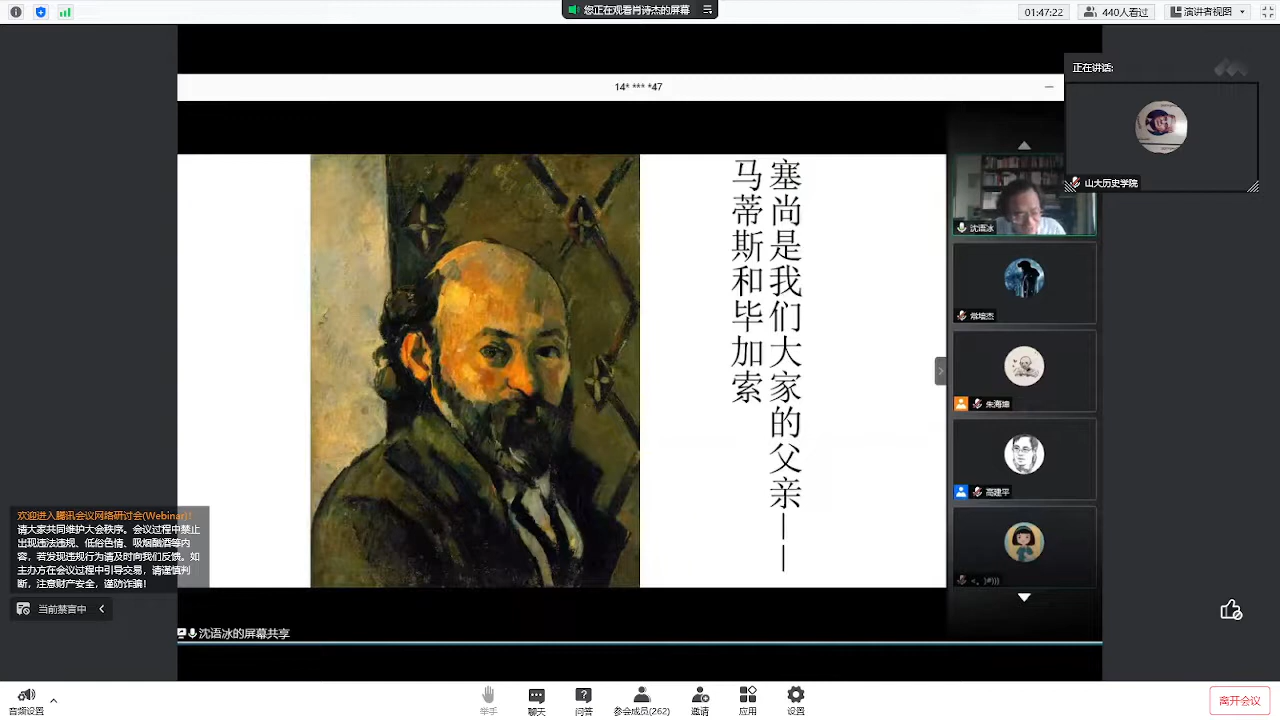 您正在观看肖诗杰的屏幕
01:47:22
440人看过
演讲者视图
正在讲话:
山大历史学院
14* *** *47
塞尚是我们大家的父亲——
马蒂斯和毕加索
沈语冰
朱海坤
高建平
欢迎进入腾讯会议网络研讨会(Webinar)！
请大家共同维护大会秩序。会议过程中禁止
出现违法违规、低俗色情、吸烟酗酒等内
容，若发现违规行为请及时向我们反馈。如
主办方在会议过程中引导交易，请谨慎判
断，注意财产安全，谨防诈骗！
当前禁言中
沈语冰的屏幕共享
音频设置
举手
聊天
问答
参会成员(262)
邀请
应用
设置
离开会议